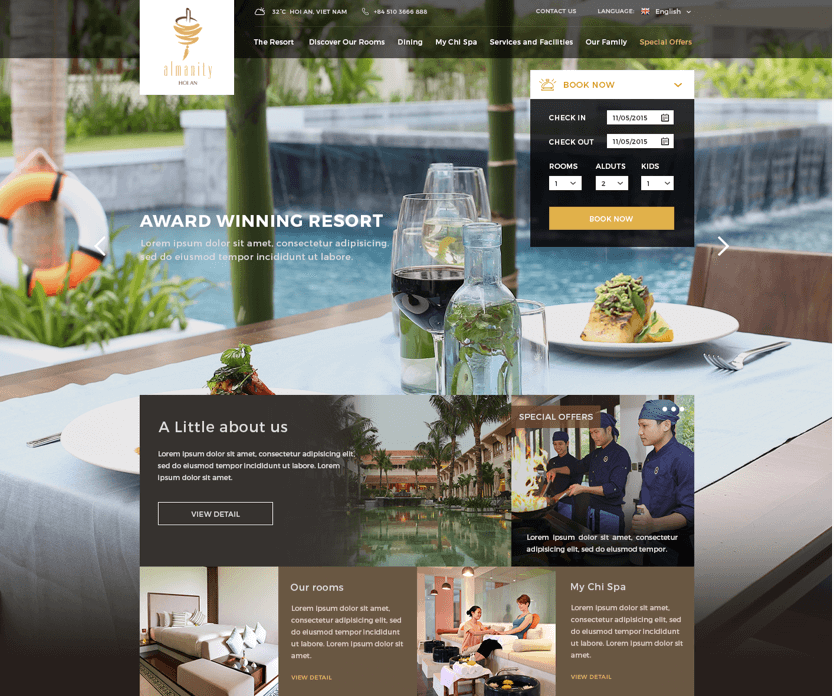 32°C HOI AN, VIET NAM
+84 510 3666 888
CONTACT US
LANGUAGE:
English
almanity
HOI AN
The Resort
Discover Our Rooms
Dining
My Chi Spa
Services and Facilities
Our Family
Special Offers
BOOK NOW
CHECK IN
11/05/2015
CHECK OUT
11/05/2015
ROOMS
ALDUTS
KIDS
1
2
1
BOOK NOW
AWARD WINNING RESORT
Lorem ipsum dolor sit amet, consectetur adipisicing
sed do eiusmod tempor incididunt ut labore.
A Little about us
Lorem ipsum dolor sit amet, consectetur adipisicing elit,
sed do eiusmod tempor incididunt ut labore. Lorem
ipsum dolor sit amet.
VIEW DETAIL
SPECIAL OFFERS
Lorem ipsum dolor sit amet, consectetur
adipisicing elit, sed do eiusmod tempor.
Our rooms
Lorem ipsum dolor sit amet,
consectetur adipisicing elit, sed do
eiusmod tempor incididunt ut
labore. Lorem ipsum dolor sit
amet.
VIEW DETAIL
My Chi Spa
Lorem ipsum dolor sit amet,
consectetur adipisicing elit, sed do
eiusmod tempor incididunt ut
labore. Lorem ipsum dolor sit
amet.
VIEW DETAIL